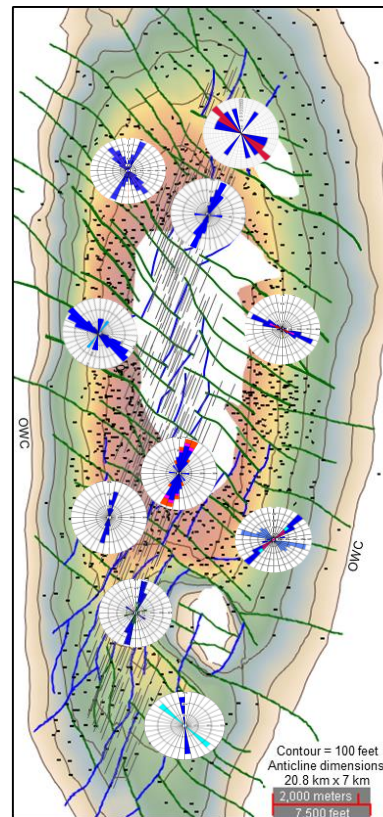 OWC
OWC
Contour = 100 feet
Anticline dimensions
20.8 km x 7 km
2,000 meters
7,500 feet